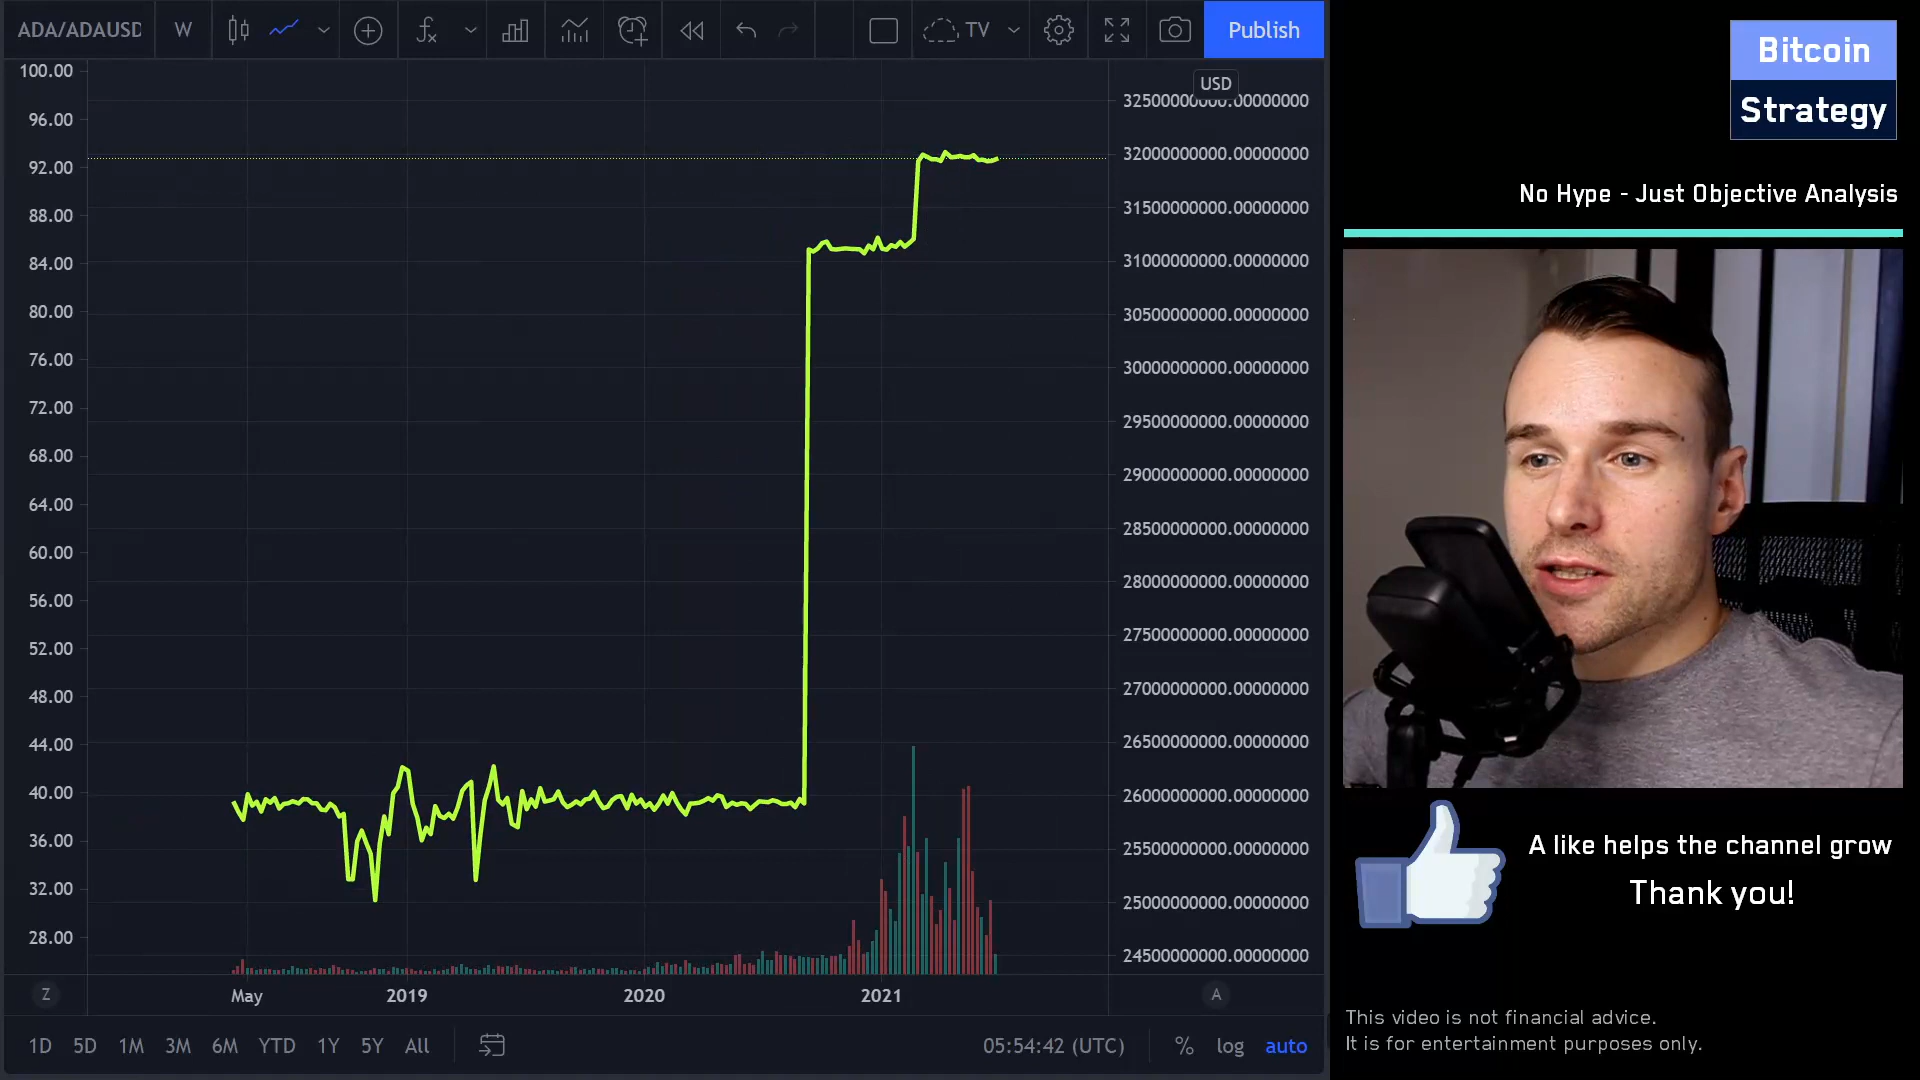 ADA/ADAUSD
W
TV
Publish
USD
100.00
96.00
92.00
88.00
84.00
80.00
76.00
72.00
68.00
64.00
60.00
56.00
52.00
48.00
44.00
40.00
36.00
32.00
28.00
32500000000.00000000
32000000000.00000000
31500000000.00000000
31000000000.00000000
30500000000.00000000
30000000000.00000000
29500000000.00000000
29000000000.00000000
28500000000.00000000
28000000000.00000000
27500000000.00000000
27000000000.00000000
26500000000.00000000
26000000000.00000000
25500000000.00000000
25000000000.00000000
24500000000.00000000
Z
May
2019
2020
2021
A
1D
5D
1M
3M
6M
YTD
1Y
5Y
All
05:54:42 (UTC)
%
log
auto
Bitcoin
Strategy
No Hype - Just Objective Analysis
A like helps the channel grow
Thank you!
This video is not financial advice.
It is for entertainment purposes only.